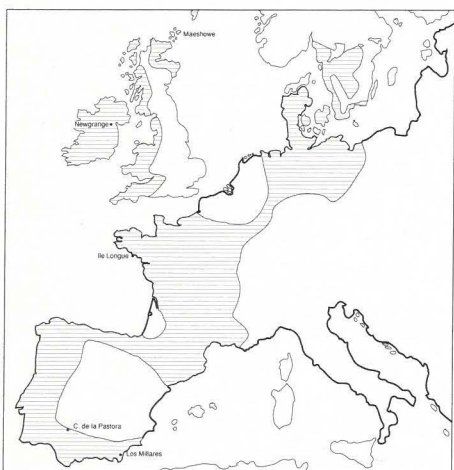 Maeshowe
Newgrange
Ile Longue
C. de la Pastora
Los Millares